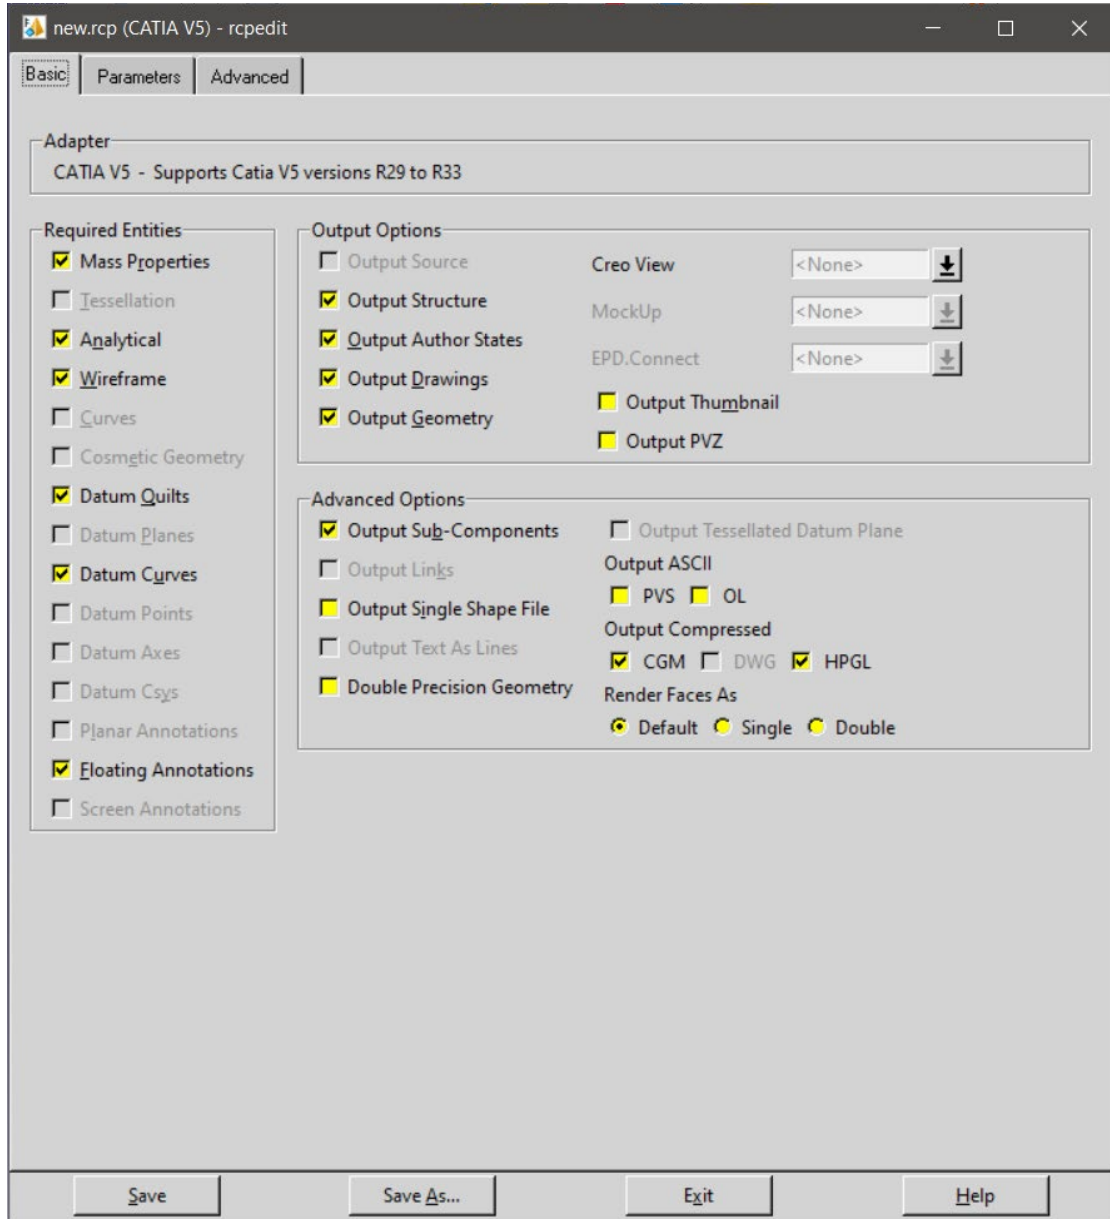 new.rcp (CATIA V5) - rcpedit
Basic Parameters Advanced
Adapter
CATIA V5 - Supports Catia V5 versions R29 to R33
Required Entities
Mass Properties
Tessellation
Analytical
Wireframe
Curves
Cosmetic Geometry
Datum Quilts
Datum Planes
Datum Curves
Datum Points
Datum Axes
Datum Csys
Planar Annotations
Floating Annotations
Screen Annotations
Output Options
Output Source
Output Structure
Output Author States
Output Drawings
Output Geometry
Creo View <None>
MockUp <None>
EPD.Connect <None>
Output Thumbnail
Output PVZ
Advanced Options
Output Sub-Components
Output Links
Output Single Shape File
Output Text As Lines
Double Precision Geometry
Output Tessellated Datum Plane
Output ASCII
PVS OL
Output Compressed
CGM DWG HPGL
Render Faces As
Default Single Double
Save Save As... Exit Help